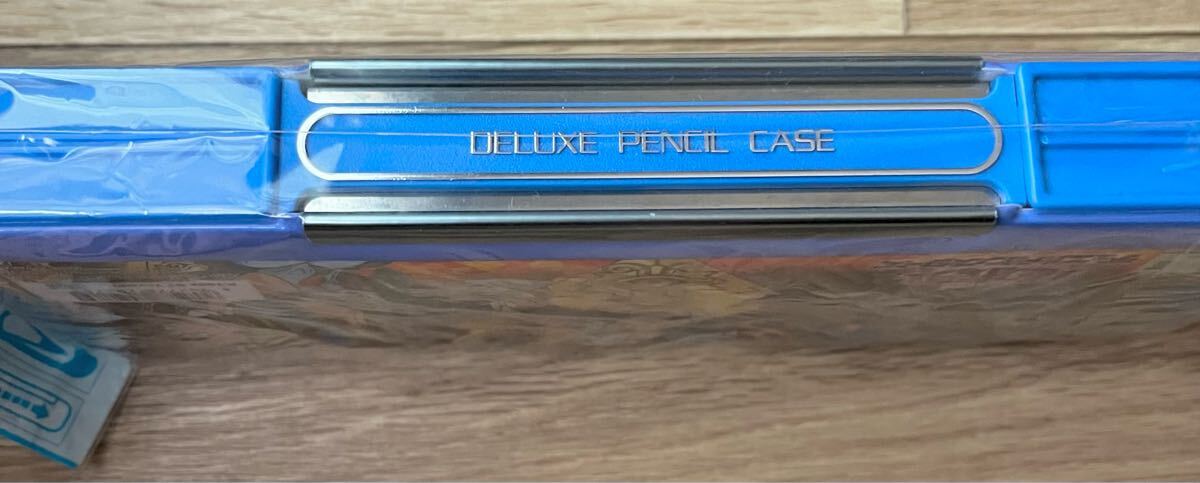 DELUXE PENCIL CASE